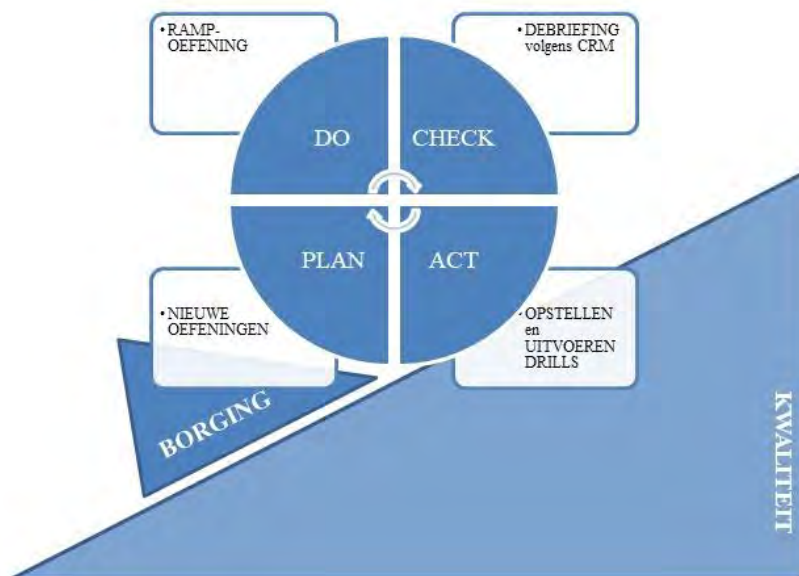 • RAMP-
OEFENING
• DEBRIEFING
volgens CRM
DO
CHECK
PLAN
ACT
• NIEUWE
OEFENINGEN
• OPSTELLEN
en
UITVOEREN
DRILLS
BORGING
KWALITEIT